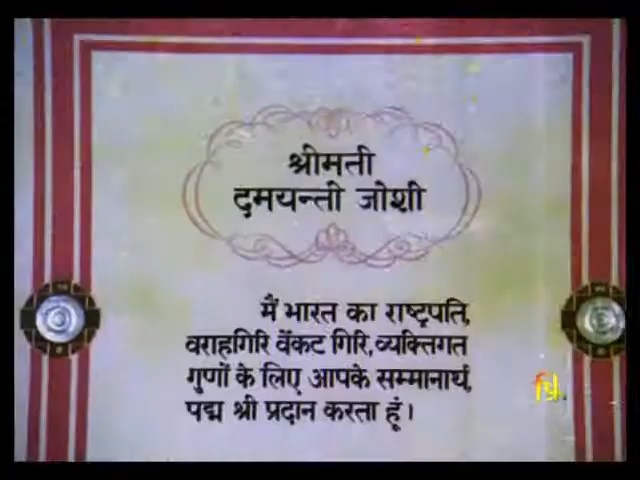 श्रीमती
दमयन्ती जोशी
मैं भारत का राष्ट्रपति,
वराहगिरि वेंकट गिरि, व्यक्तिगत
गुणों के लिए आपके सम्मानार्थ,
पद्म श्री प्रदान करता हूं।